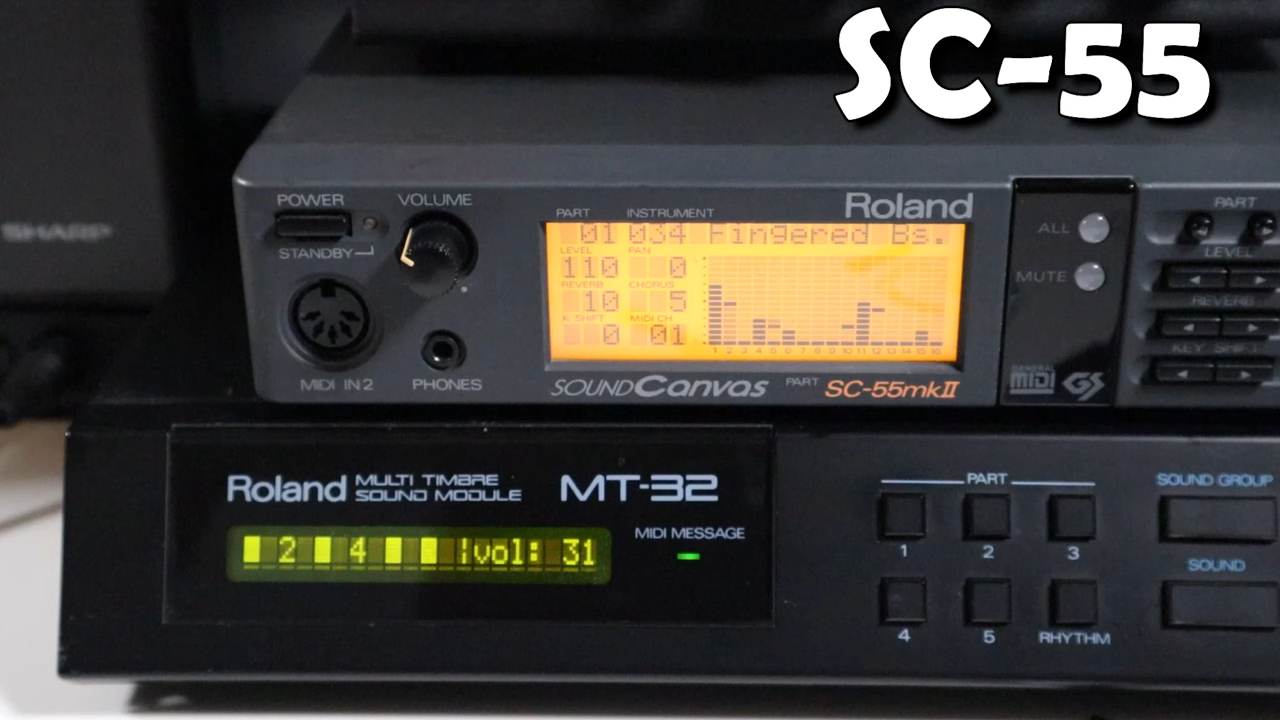 SC-55
SHARP
POWER
VOLUME
STANDBY
MIDI IN 2
PHONES
PART INSTRUMENT
Roland
01 034 Fingered Bs.
LEVEL PAN
110 0
REVERB CHORUS
10 5
K SHIFT MIDI CH
0 01
1 2 3 4 5 6 7 8 9 10 11 12 13 14 15 16
SOUND Canvas PART SC-55mkII
ALL
MUTE
GENERAL
MIDI GS
PART
LEVEL
REVERB
KEY SHIFT
Roland MULTI TIMBRE
SOUND MODULE
MT-32
2 4 |vol: 31
MIDI MESSAGE
PART
1 2 3
4 5 RHYTHM
SOUND GROUP
SOUND